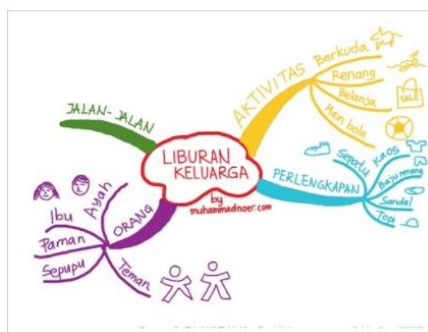 LIBURAN
KELUARGA
by
muhammadnoer.com
AKTIVITAS
Berkuda
Renang
Belanja
SALE
Main bola
PERLENGKAPAN
Sepatu
Kaos
Baju renang
Sandal
Topi
ORANG
Ayah
Ibu
Paman
Sepupu
Teman
JALAN-JALAN